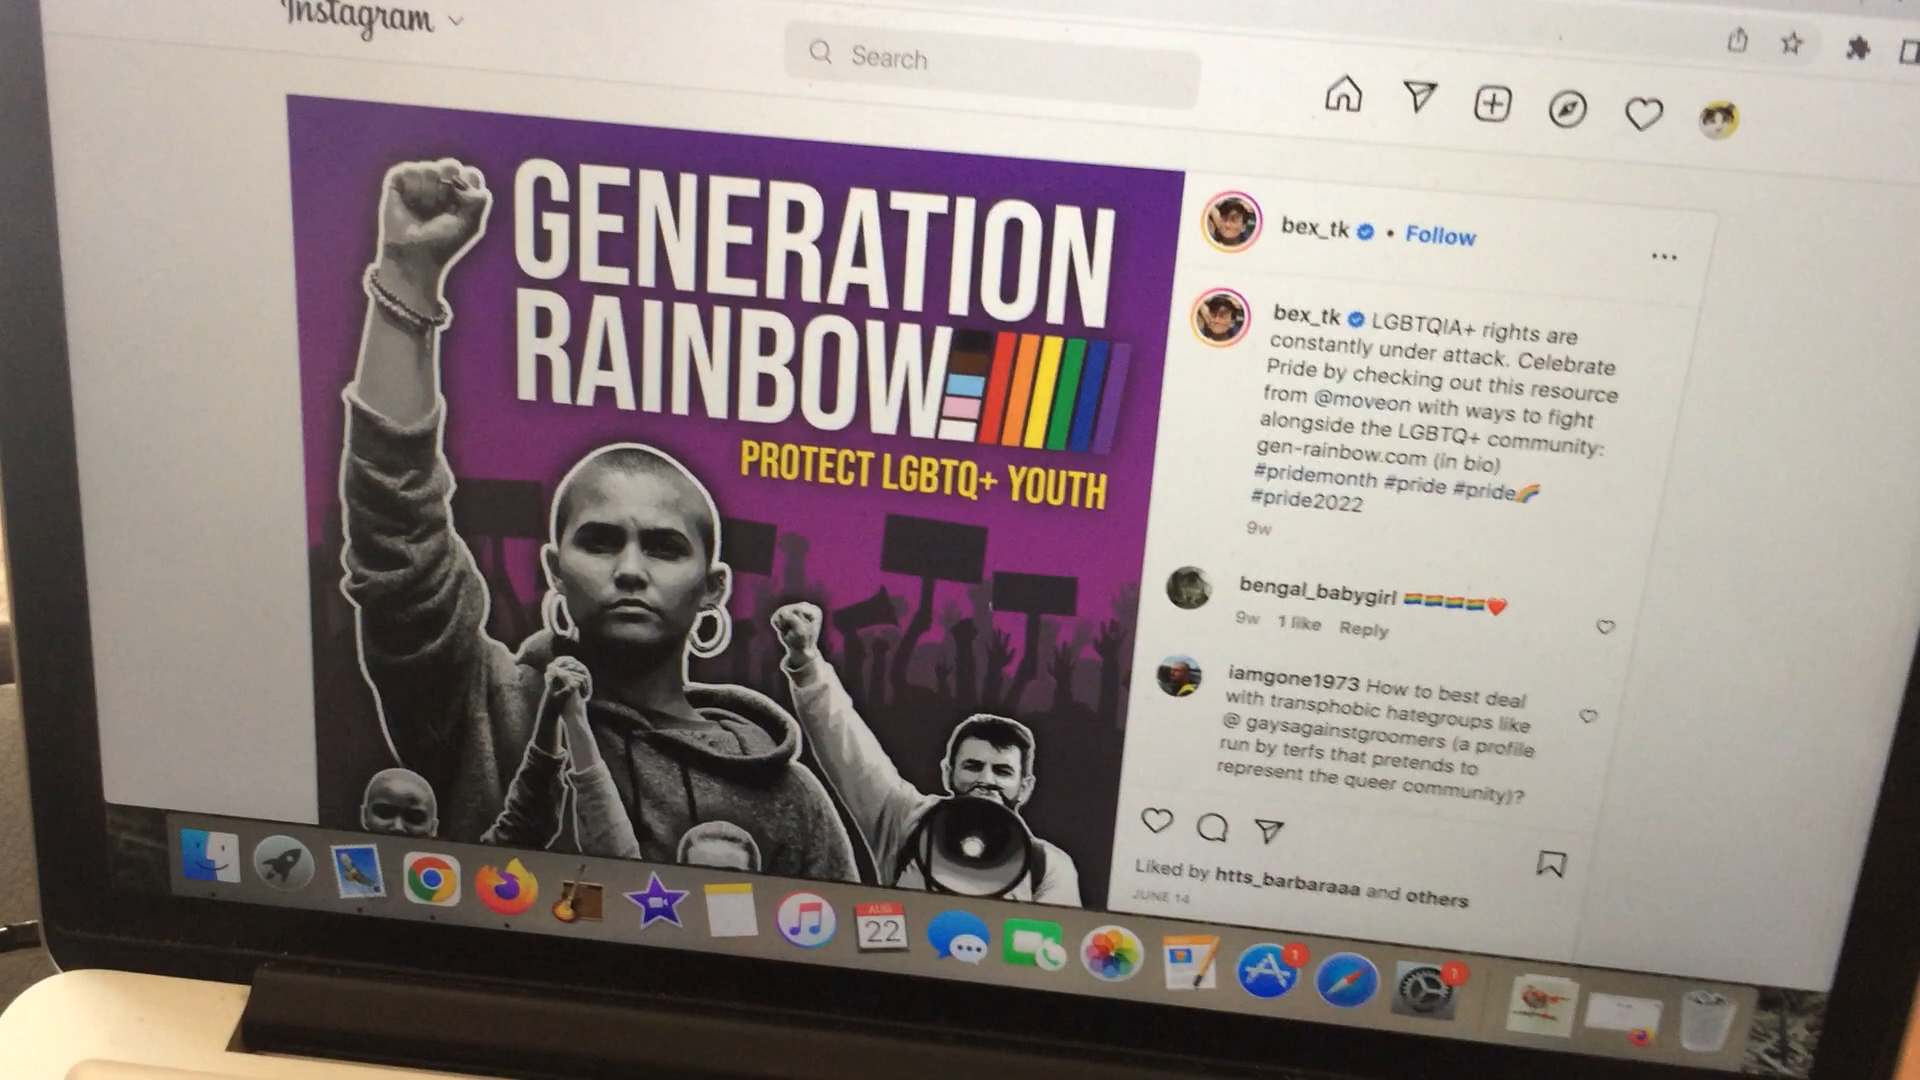 Instagram
Search
GENERATION
RAINBOW
PROTECT LGBTQ+ YOUTH
bex_tk • Follow
bex_tk LGBTQIA+ rights are
constantly under attack. Celebrate
Pride by checking out this resource
from @moveon with ways to fight
alongside the LGBTQ+ community:
gen-rainbow.com (in bio)
#pridemonth #pride #pride🌈
#pride2022
9w
bengal_babygirl 🏳️‍🌈🏳️‍🌈🏳️‍🌈🏳️‍🌈❤️
9w 1 like Reply
iamgone1973 How to best deal
with transphobic hategroups like
@ gaysagainstgroomers (a profile
run by terfs that pretends to
represent the queer community)?
Liked by htts_barbaraaa and others
JUNE 14
AUG
22
1
1